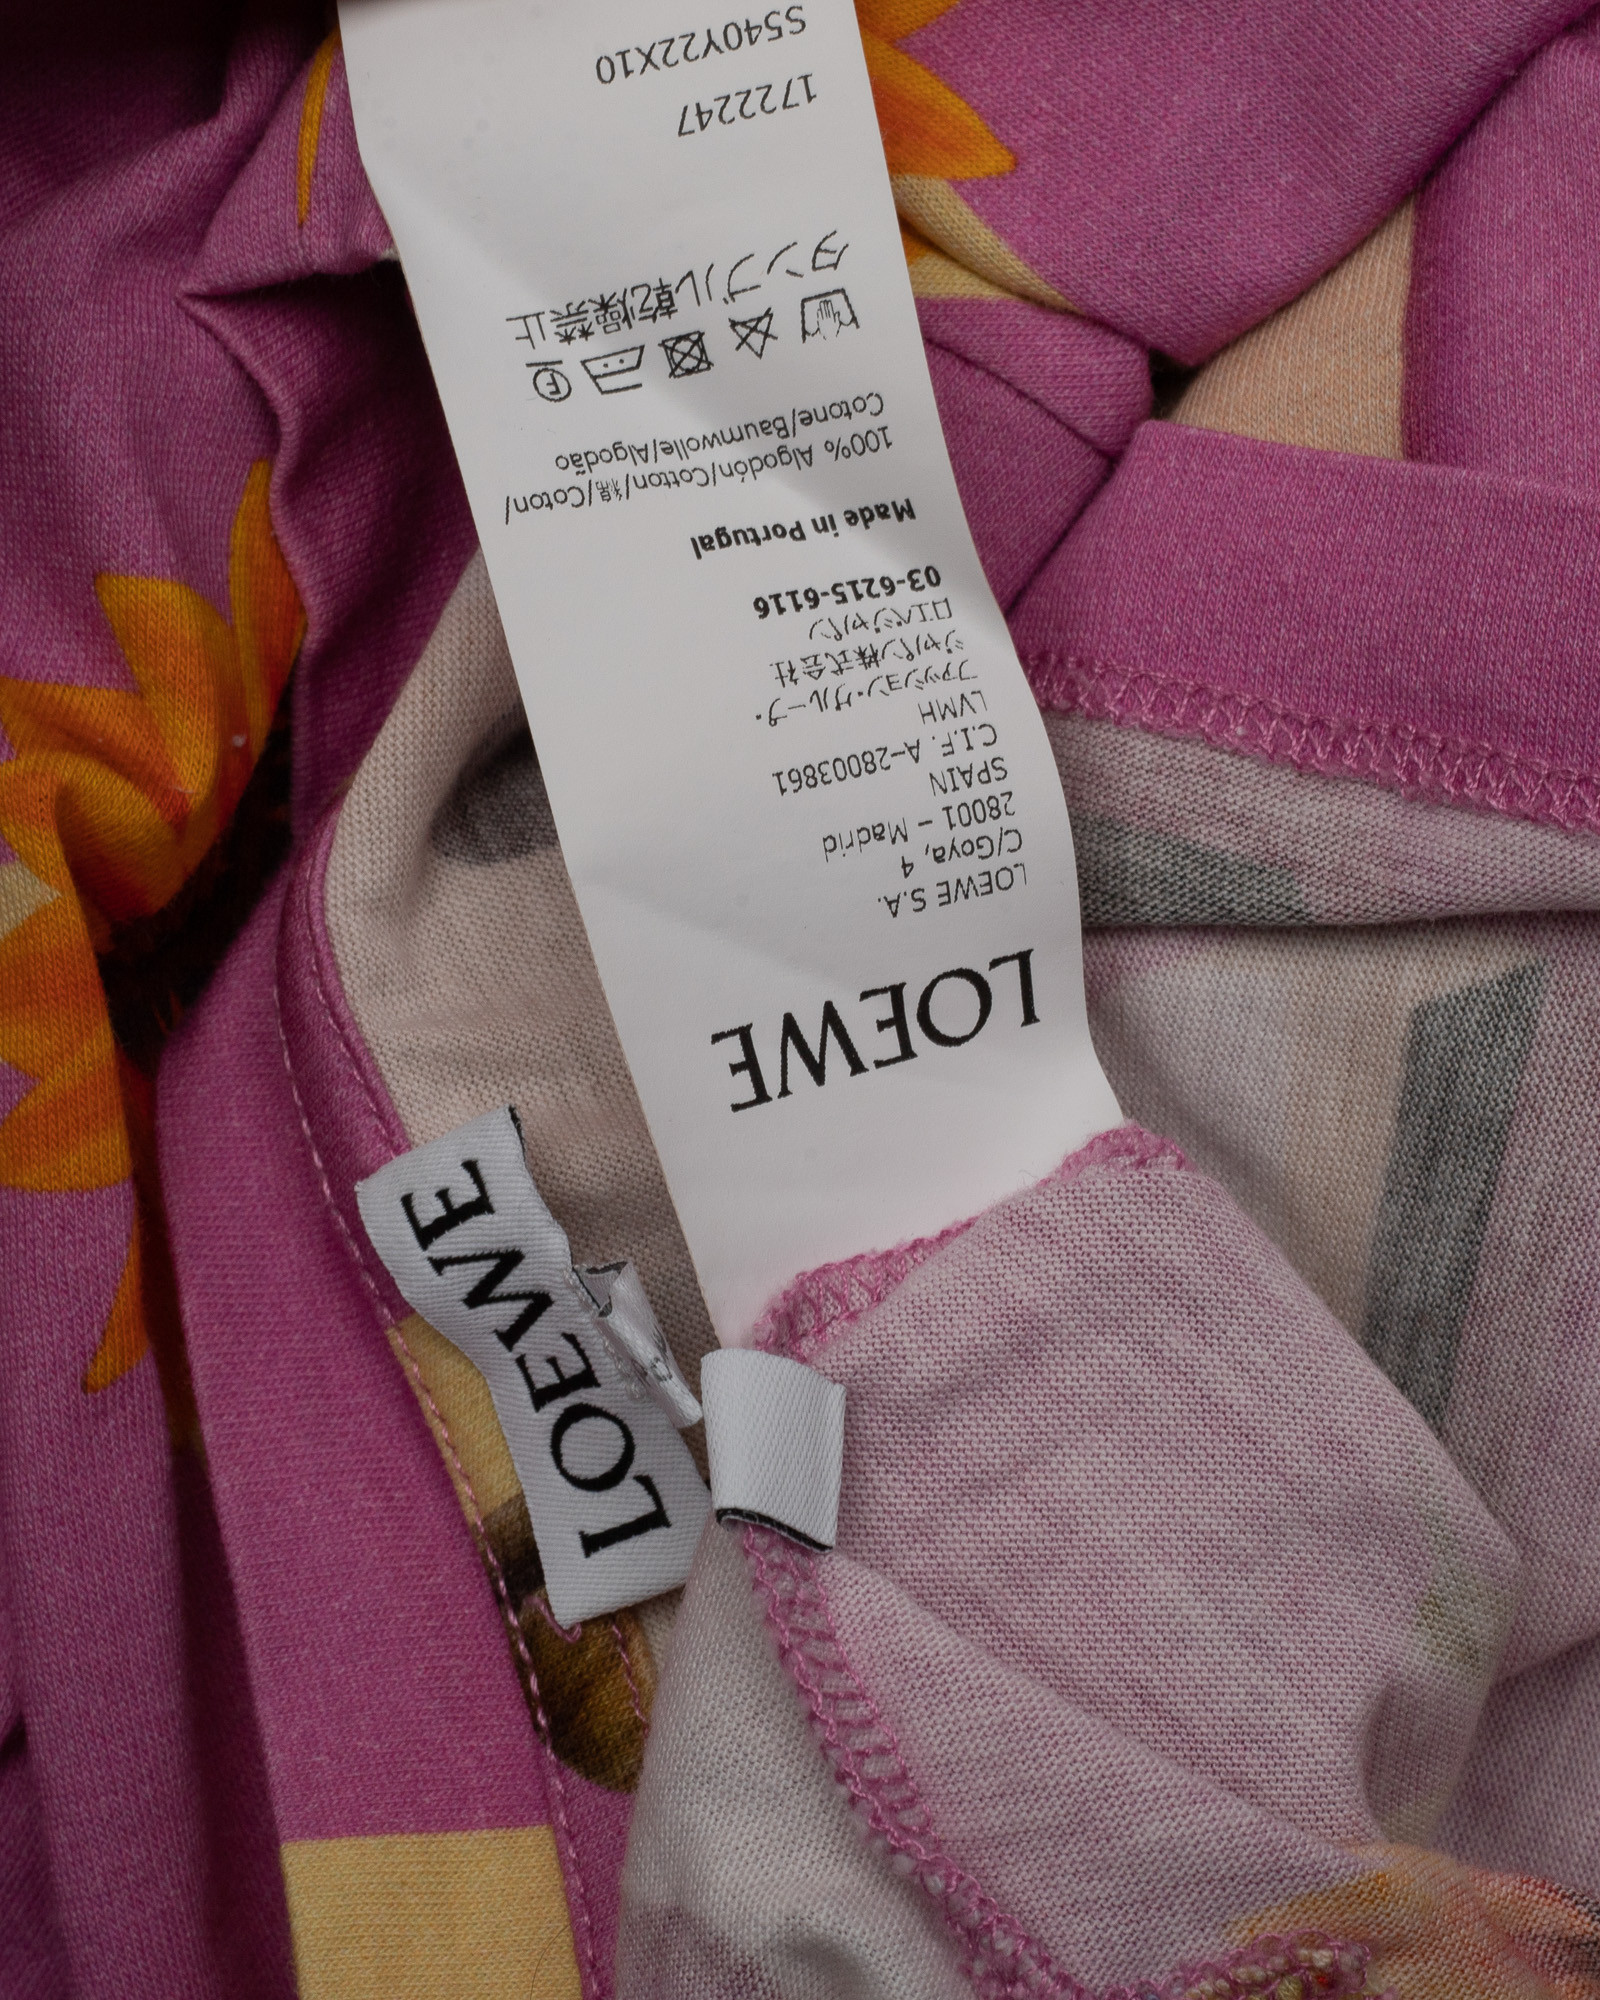 LOEWE
LOEWE S.A.
C/Goya, 4
28001 – Madrid
SPAIN
C.I.F. A-28003861
LVMH
ファッション・グループ・
ジャパン株式会社
ロエベジャパン
03-6215-6116
Made in Portugal
100% Algodón/Cotton/綿/Coton/
Cotone/Baumwolle/Algodão
F
タンブル乾燥禁止
1722247
S540Y22X10
LOEWE